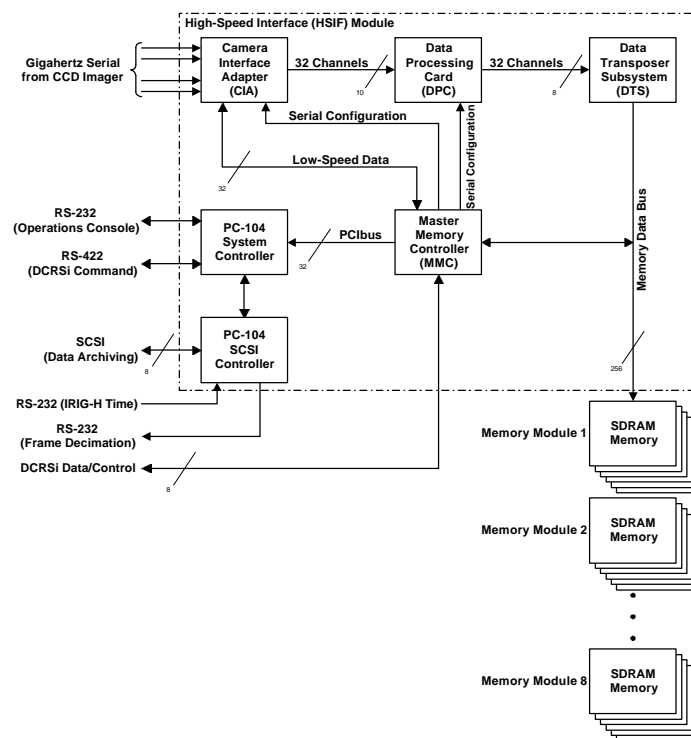 High-Speed Interface (HSIF) Module
Gigahertz Serial
from CCD Imager
Camera
Interface
Adapter
(CIA)
32 Channels
10
Data
Processing
Card
(DPC)
32 Channels
8
Data
Transposer
Subsystem
(DTS)
Serial Configuration
Serial Configuration
Low-Speed Data
32
RS-232
(Operations Console)
RS-422
(DCRSi Command)
PC-104
System
Controller
PCIbus
32
Master
Memory
Controller
(MMC)
Memory Data Bus
256
SCSI
(Data Archiving)
8
PC-104
SCSI
Controller
RS-232 (IRIG-H Time)
RS-232
(Frame Decimation)
DCRSi Data/Control
8
Memory Module 1
SDRAM
Memory
Memory Module 2
SDRAM
Memory
Memory Module 8
SDRAM
Memory